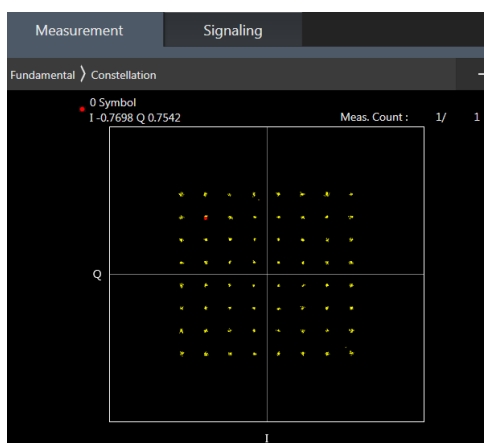 Measurement Signaling
Fundamental 〉 Constellation
0 Symbol
I -0.7698 Q 0.7542 Meas. Count : 1/ 1
Q
I